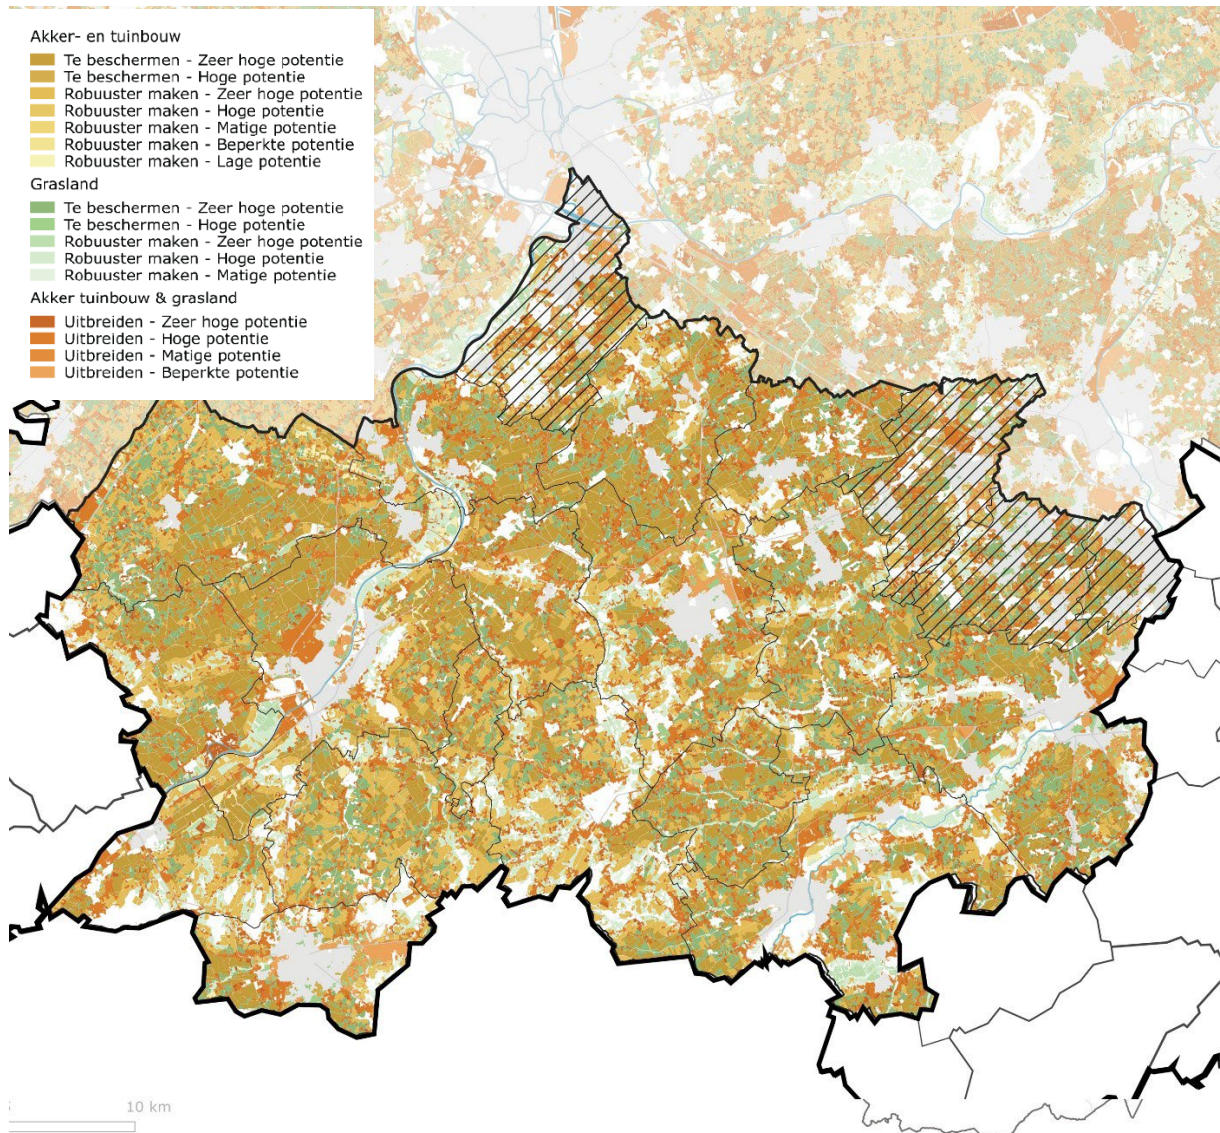 Akker- en tuinbouw
Te beschermen - Zeer hoge potentie
Te beschermen - Hoge potentie
Robuuster maken - Zeer hoge potentie
Robuuster maken - Hoge potentie
Robuuster maken - Matige potentie
Robuuster maken - Beperkte potentie
Robuuster maken - Lage potentie
Grasland
Te beschermen - Zeer hoge potentie
Te beschermen - Hoge potentie
Robuuster maken - Zeer hoge potentie
Robuuster maken - Hoge potentie
Robuuster maken - Matige potentie
Akker tuinbouw & grasland
Uitbreiden - Zeer hoge potentie
Uitbreiden - Hoge potentie
Uitbreiden - Matige potentie
Uitbreiden - Beperkte potentie
10 km